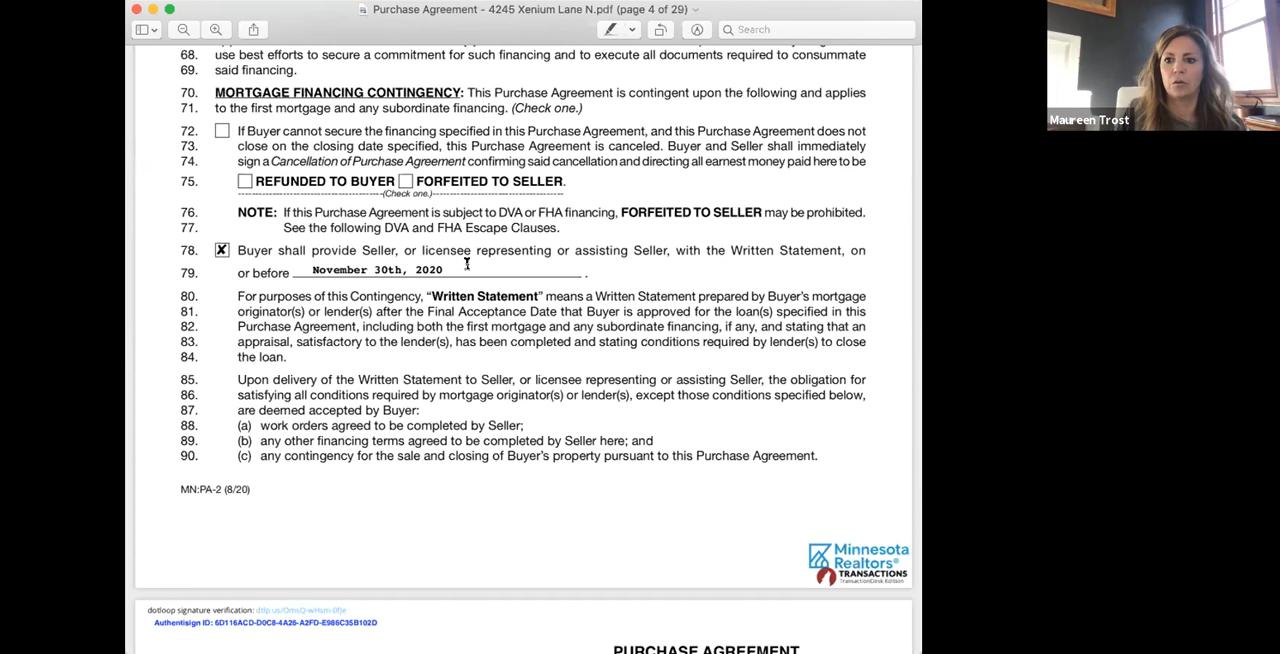 Purchase Agreement - 4245 Xenium Lane N.pdf (page 4 of 29)
Search
Maureen Trost
68. use best efforts to secure a commitment for such financing and to execute all documents required to consummate
69. said financing.
70. MORTGAGE FINANCING CONTINGENCY: This Purchase Agreement is contingent upon the following and applies
71. to the first mortgage and any subordinate financing. (Check one.)
72. If Buyer cannot secure the financing specified in this Purchase Agreement, and this Purchase Agreement does not
73. close on the closing date specified, this Purchase Agreement is canceled. Buyer and Seller shall immediately
74. sign a Cancellation of Purchase Agreement confirming said cancellation and directing all earnest money paid here to be
75. REFUNDED TO BUYER FORFEITED TO SELLER.
(Check one.)
76. NOTE: If this Purchase Agreement is subject to DVA or FHA financing, FORFEITED TO SELLER may be prohibited.
77. See the following DVA and FHA Escape Clauses.
78. X Buyer shall provide Seller, or licensee representing or assisting Seller, with the Written Statement, on
79. or before November 30th, 2020 .
80. For purposes of this Contingency, “Written Statement” means a Written Statement prepared by Buyer's mortgage
81. originator(s) or lender(s) after the Final Acceptance Date that Buyer is approved for the loan(s) specified in this
82. Purchase Agreement, including both the first mortgage and any subordinate financing, if any, and stating that an
83. appraisal, satisfactory to the lender(s), has been completed and stating conditions required by lender(s) to close
84. the loan.
85. Upon delivery of the Written Statement to Seller, or licensee representing or assisting Seller, the obligation for
86. satisfying all conditions required by mortgage originator(s) or lender(s), except those conditions specified below,
87. are deemed accepted by Buyer:
88. (a) work orders agreed to be completed by Seller;
89. (b) any other financing terms agreed to be completed by Seller here; and
90. (c) any contingency for the sale and closing of Buyer's property pursuant to this Purchase Agreement.
MN:PA-2 (8/20)
Minnesota
Realtors®
TRANSACTIONS
TransactionDesk Edition
dotloop signature verification:
Authentisign ID: 6D116ACD-D0C8-4A26-A2FD-E986C35B102D
PURCHASE AGREEMENT